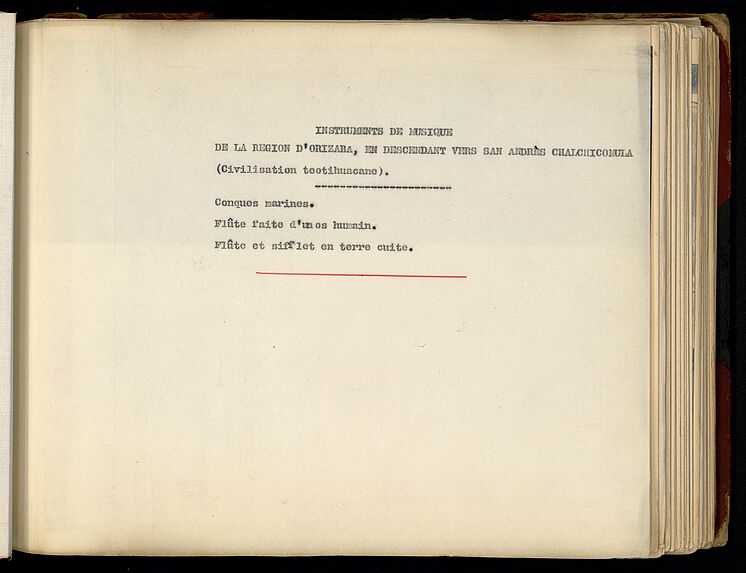 INSTRUMENTS DE MUSIQUE
DE LA REGION D'ORIZABA, EN DESCENDANT VERS SAN ANDRÈS CHALCHICOMULA
(Civilisation teotihuacane).
Conques marines.
Flûte faite d'un os humain.
Flûte et sifflet en terre cuite.